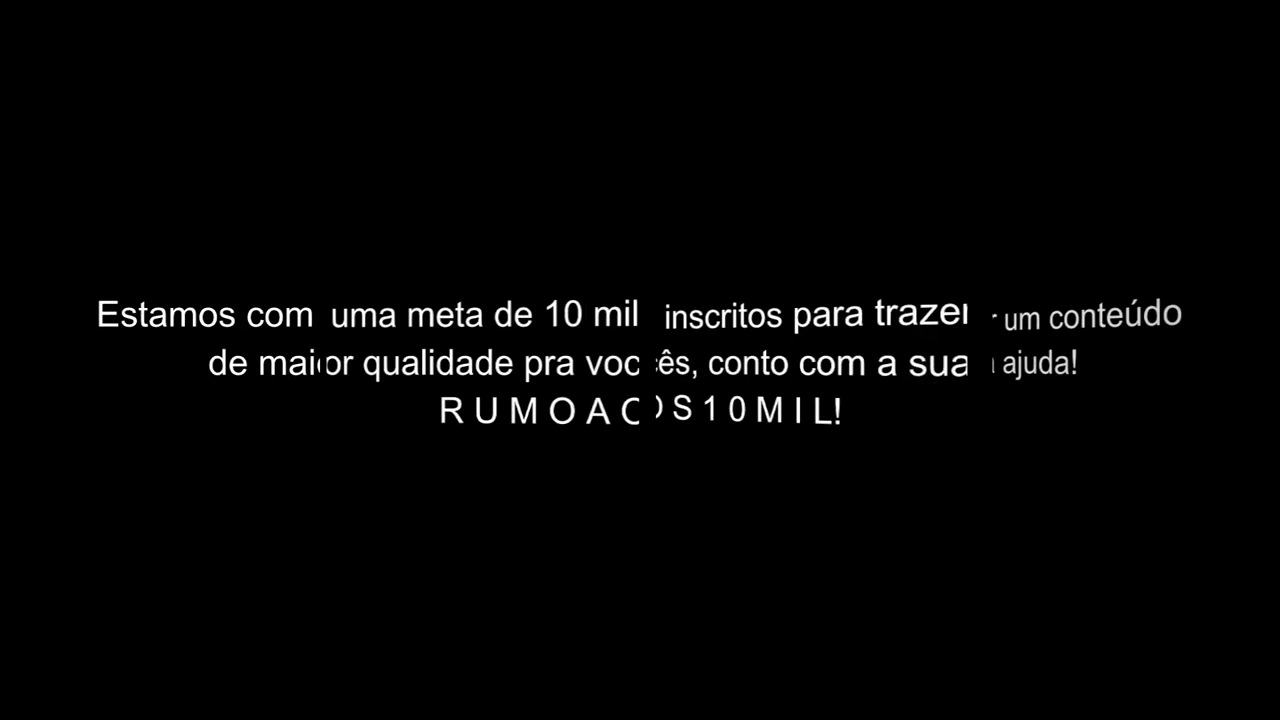 Estamos com uma meta de 10 mil inscritos para trazer um conteúdo
de maior qualidade pra vocês, conto com a sua ajuda!
R U M O A O S 1 0 M I L!